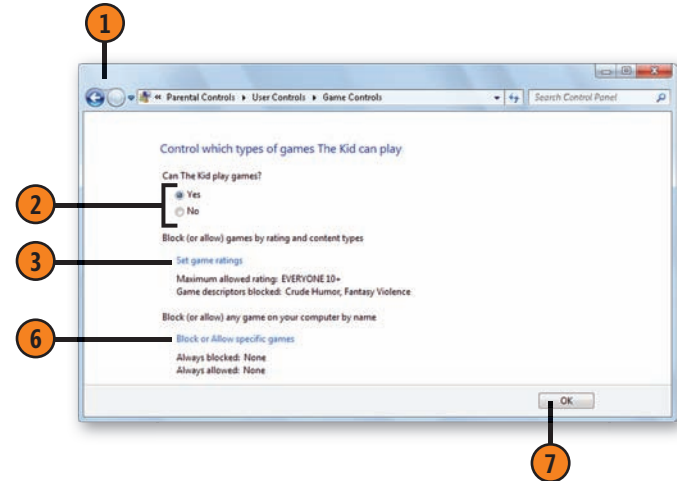 1
« Parental Controls ▸ User Controls ▸ Game Controls
Search Control Panel
Control which types of games The Kid can play
Can The Kid play games?
2
Yes
No
Block (or allow) games by rating and content types
3
Set game ratings
Maximum allowed rating: EVERYONE 10+
Game descriptors blocked: Crude Humor, Fantasy Violence
Block (or allow) any game on your computer by name
6
Block or Allow specific games
Always blocked: None
Always allowed: None
OK
7